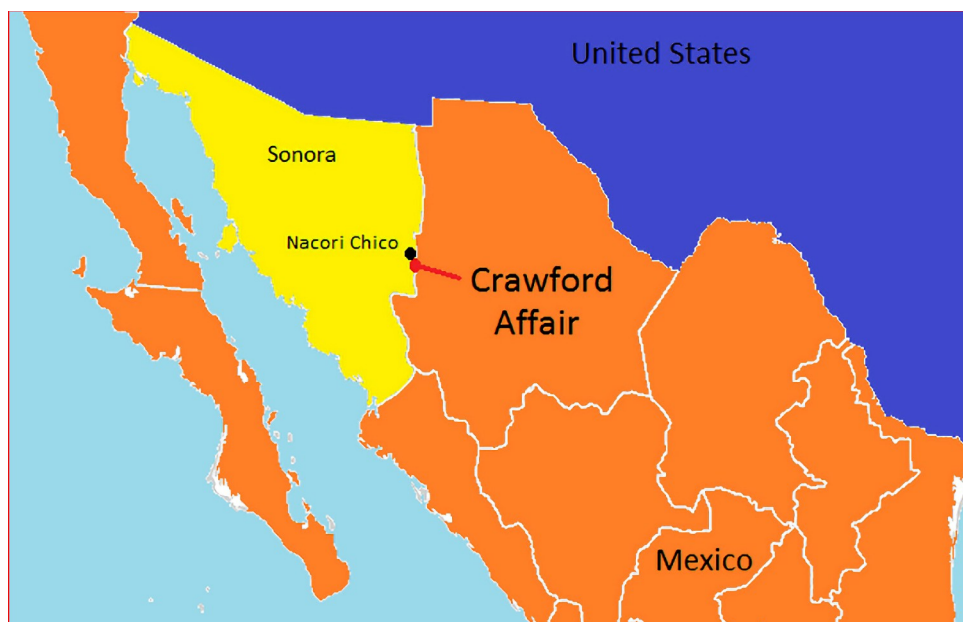 United States
Sonora
Nacori Chico
Crawford
Affair
Mexico